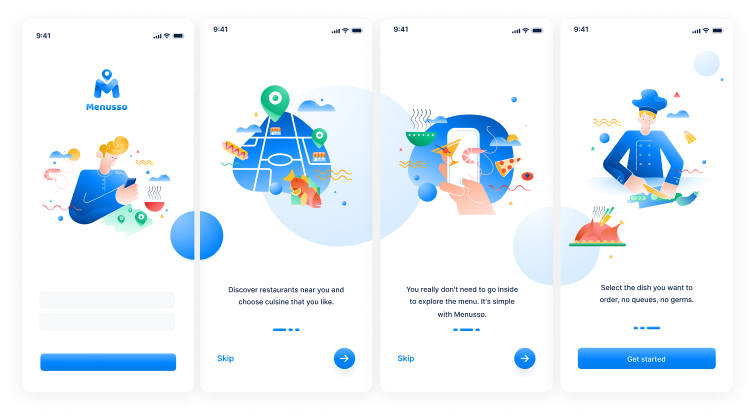 9:41
Menusso
9:41
Discover restaurants near you and
choose cuisine that you like.
Skip
9:41
You really don't need to go inside
to explore the menu. It's simple
with Menusso.
Skip
9:41
Select the dish you want to
order, no queues, no germs.
Get started